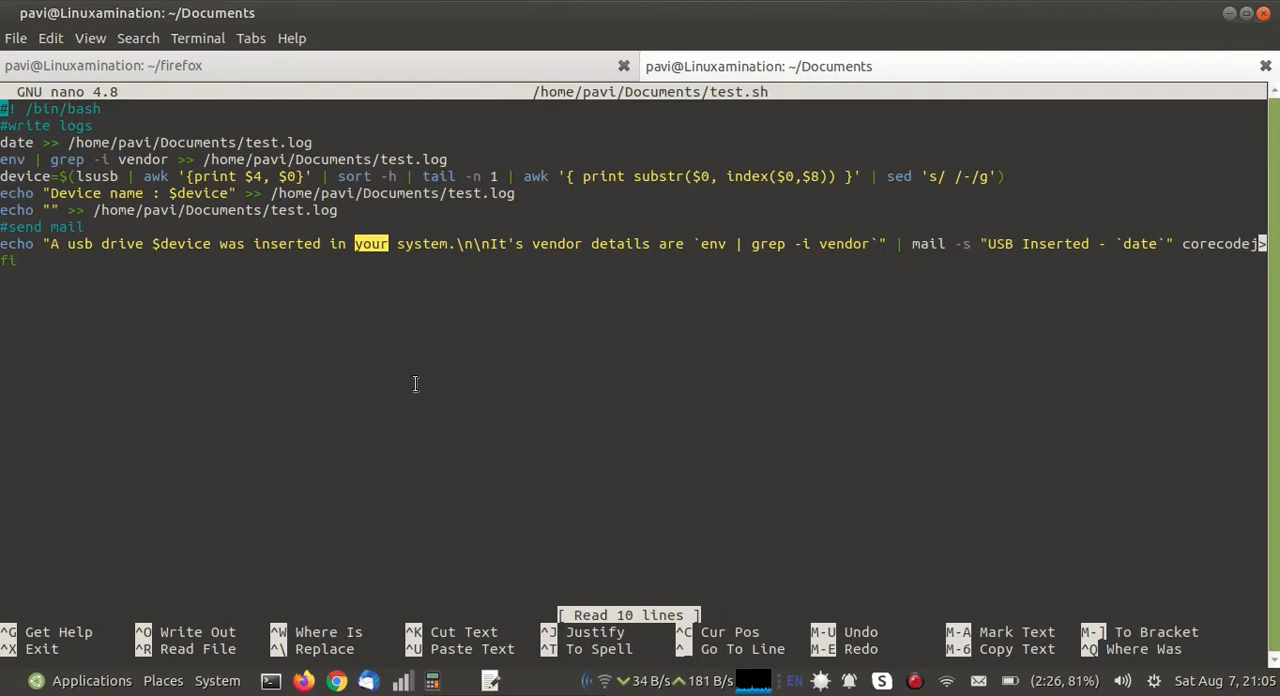 pavi@Linuxamination: ~/Documents
File Edit View Search Terminal Tabs Help
pavi@Linuxamination: ~/firefox
pavi@Linuxamination: ~/Documents
GNU nano 4.8 /home/pavi/Documents/test.sh
#! /bin/bash
#write logs
date >> /home/pavi/Documents/test.log
env | grep -i vendor >> /home/pavi/Documents/test.log
device=$(lsusb | awk '{print $4, $0}' | sort -h | tail -n 1 | awk '{ print substr($0, index($0,$8)) }' | sed 's/ /-/g')
echo "Device name : $device" >> /home/pavi/Documents/test.log
echo "" >> /home/pavi/Documents/test.log
#send mail
echo "A usb drive $device was inserted in your system.\n\nIt's vendor details are `env | grep -i vendor`" | mail -s "USB Inserted - `date`" corecodej>
fi
[ Read 10 lines ]
^G Get Help ^O Write Out ^W Where Is ^K Cut Text ^J Justify ^C Cur Pos M-U Undo M-A Mark Text M-] To Bracket
^X Exit ^R Read File ^\ Replace ^U Paste Text ^T To Spell ^_ Go To Line M-E Redo M-6 Copy Text ^Q Where Was
Applications Places System 34 B/s 181 B/s EN S (2:26, 81%) Sat Aug 7, 21:05